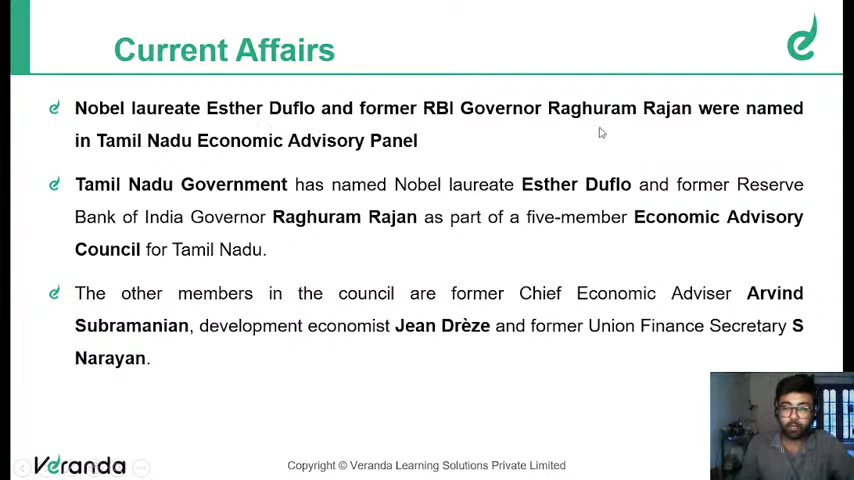 Current Affairs
Nobel laureate Esther Duflo and former RBI Governor Raghuram Rajan were named
in Tamil Nadu Economic Advisory Panel
Tamil Nadu Government has named Nobel laureate Esther Duflo and former Reserve
Bank of India Governor Raghuram Rajan as part of a five-member Economic Advisory
Council for Tamil Nadu.
The other members in the council are former Chief Economic Adviser Arvind
Subramanian, development economist Jean Drèze and former Union Finance Secretary S
Narayan.
Veranda
Copyright © Veranda Learning Solutions Private Limited